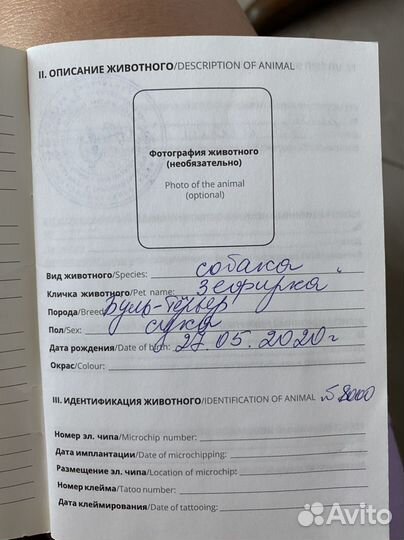 II. ОПИСАНИЕ ЖИВОТНОГО/DESCRIPTION OF ANIMAL
Фотография животного
(необязательно)
Photo of the animal
(optional)
Вид животного/Species: собака
Кличка животного/Pet name: Зефирка
Порода/Breed Буль-терьер
Пол/Sex: сука
Дата рождения/Date of birth: 27.05.2020 г
Окрас/Colour:
III. ИДЕНТИФИКАЦИЯ ЖИВОТНОГО/IDENTIFICATION OF ANIMAL
Номер эл. чипа/Microchip number:
Дата имплантации/Date of microchipping:
Размещение эл. чипа/Location of microchip:
Номер клейма/Tatoo number:
Дата клеймирования/Date of tattooing:
Avito